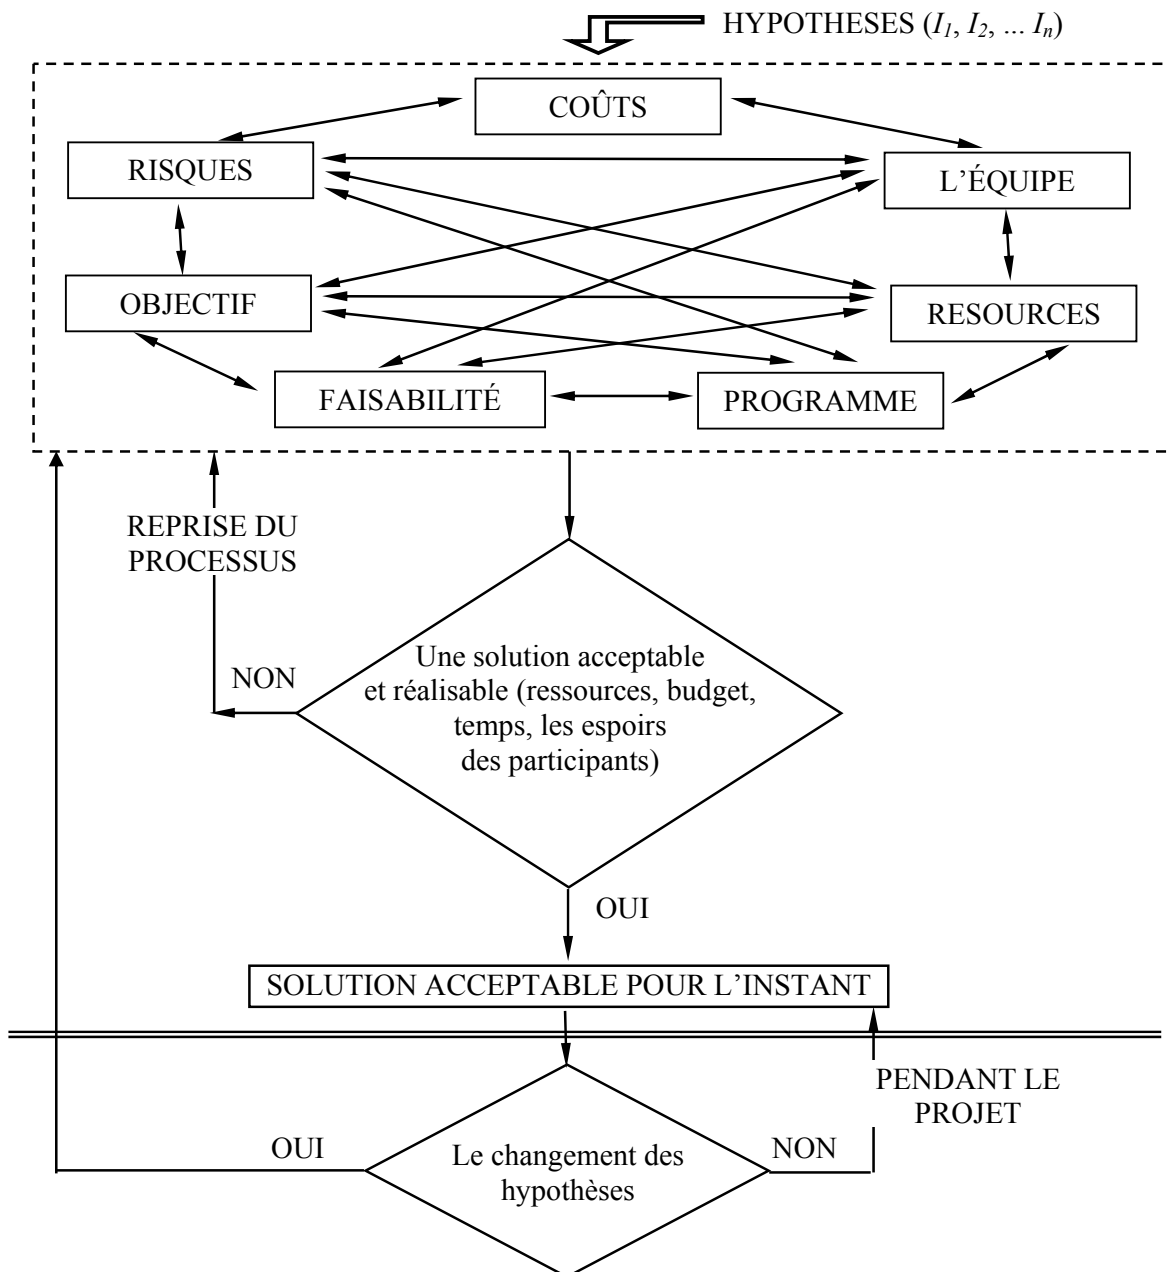 HYPOTHESES (I1, I2, ... In)
COÛTS
RISQUES
L'ÉQUIPE
OBJECTIF
RESOURCES
FAISABILITÉ
PROGRAMME
REPRISE DU
PROCESSUS
Une solution acceptable
et réalisable (ressources, budget,
temps, les espoirs
des participants)
NON
OUI
SOLUTION ACCEPTABLE POUR L'INSTANT
PENDANT LE
PROJET
OUI
Le changement des
hypothèses
NON